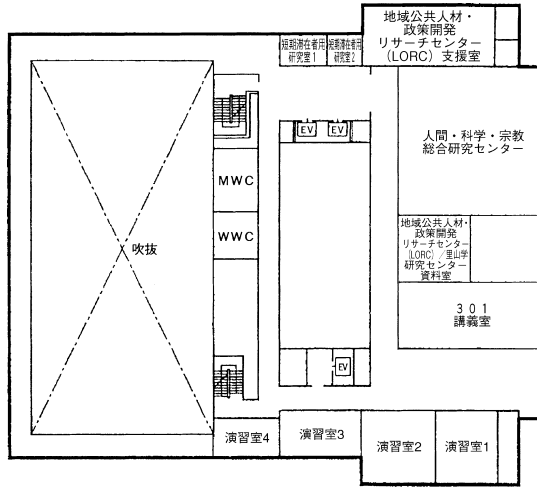 地域公共人材・
政策開発
リサーチセンター
（LORC）支援室
短期滞在者用
研究室1
短期滞在者用
研究室2
EV
EV
人間・科学・宗教
総合研究センター
MWC
WWC
吹抜
地域公共人材・
政策開発
リサーチセンター
（LORC）／里山学
研究センター
資料室
301
講義室
EV
演習室4
演習室3
演習室2
演習室1